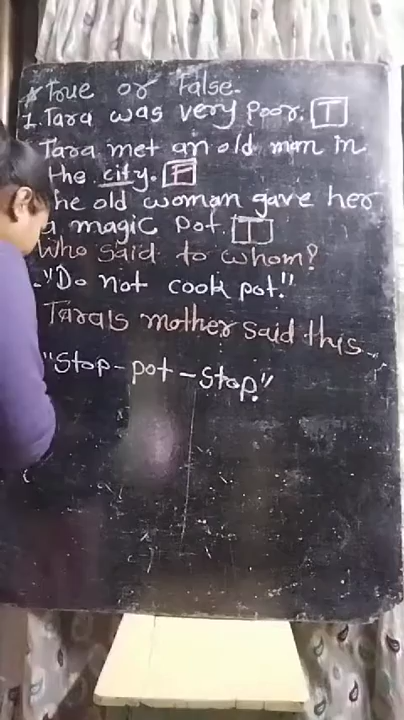 True or False.
1. Tara was very poor. T
Tara met an old man in
the city. F
he old woman gave her
a magic pot. T
Who said to whom?
"Do not cook pot."
Tara's mother said this
"Stop-pot-Stop."